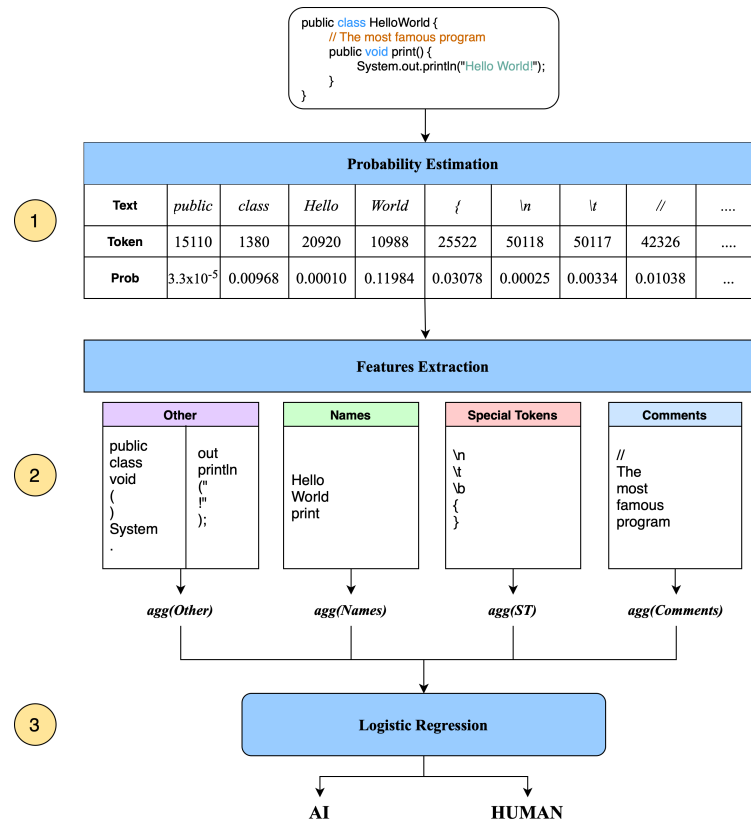 public class HelloWorld {
// The most famous program
public void print() {
System.out.println("Hello World!");
}
}
1
Probability Estimation
Text public class Hello World { \n \t // ....
Token 15110 1380 20920 10988 25522 50118 50117 42326 ....
Prob 3.3x10-5 0.00968 0.00010 0.11984 0.03078 0.00025 0.00334 0.01038 ...
Features Extraction
2
Other
public
class
void
(
)
System
.
out
println
("
!"
);
Names
Hello
World
print
Special Tokens
\n
\t
\b
{
}
Comments
//
The
most
famous
program
agg(Other) agg(Names) agg(ST) agg(Comments)
3
Logistic Regression
AI HUMAN